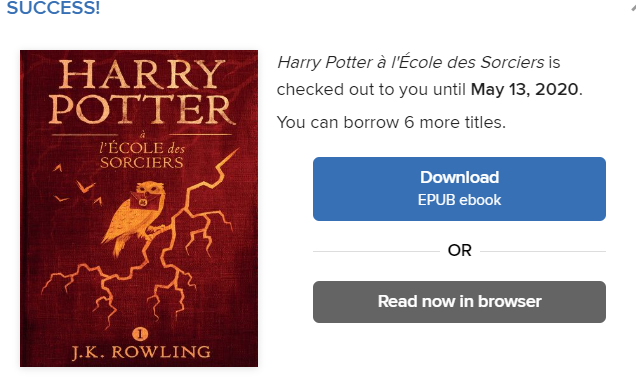 SUCCESS!
HARRY
POTTER
à
l'ÉCOLE des
SORCIERS
I
J.K. ROWLING
Harry Potter à l'École des Sorciers is
checked out to you until May 13, 2020.
You can borrow 6 more titles.
Download
EPUB ebook
OR
Read now in browser